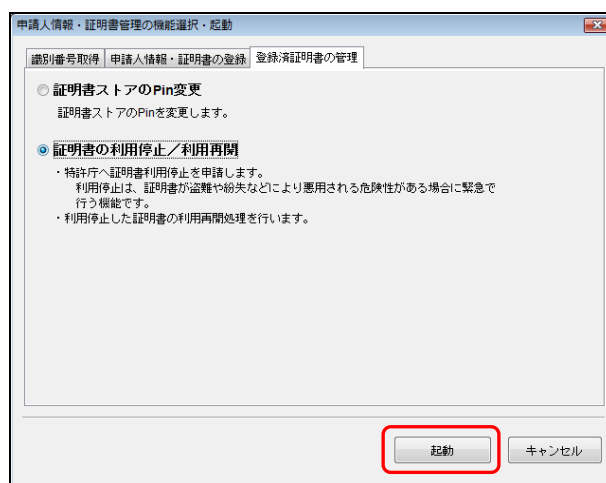 申請人情報・証明書管理の機能選択・起動
識別番号取得 申請人情報・証明書の登録 登録済証明書の管理
証明書ストアのPin変更
証明書ストアのPinを変更します。
証明書の利用停止／利用再開
・特許庁へ証明書利用停止を申請します。
利用停止は、証明書が盗難や紛失などにより悪用される危険性がある場合に緊急で
行う機能です。
・利用停止した証明書の利用再開処理を行います。
起動 キャンセル